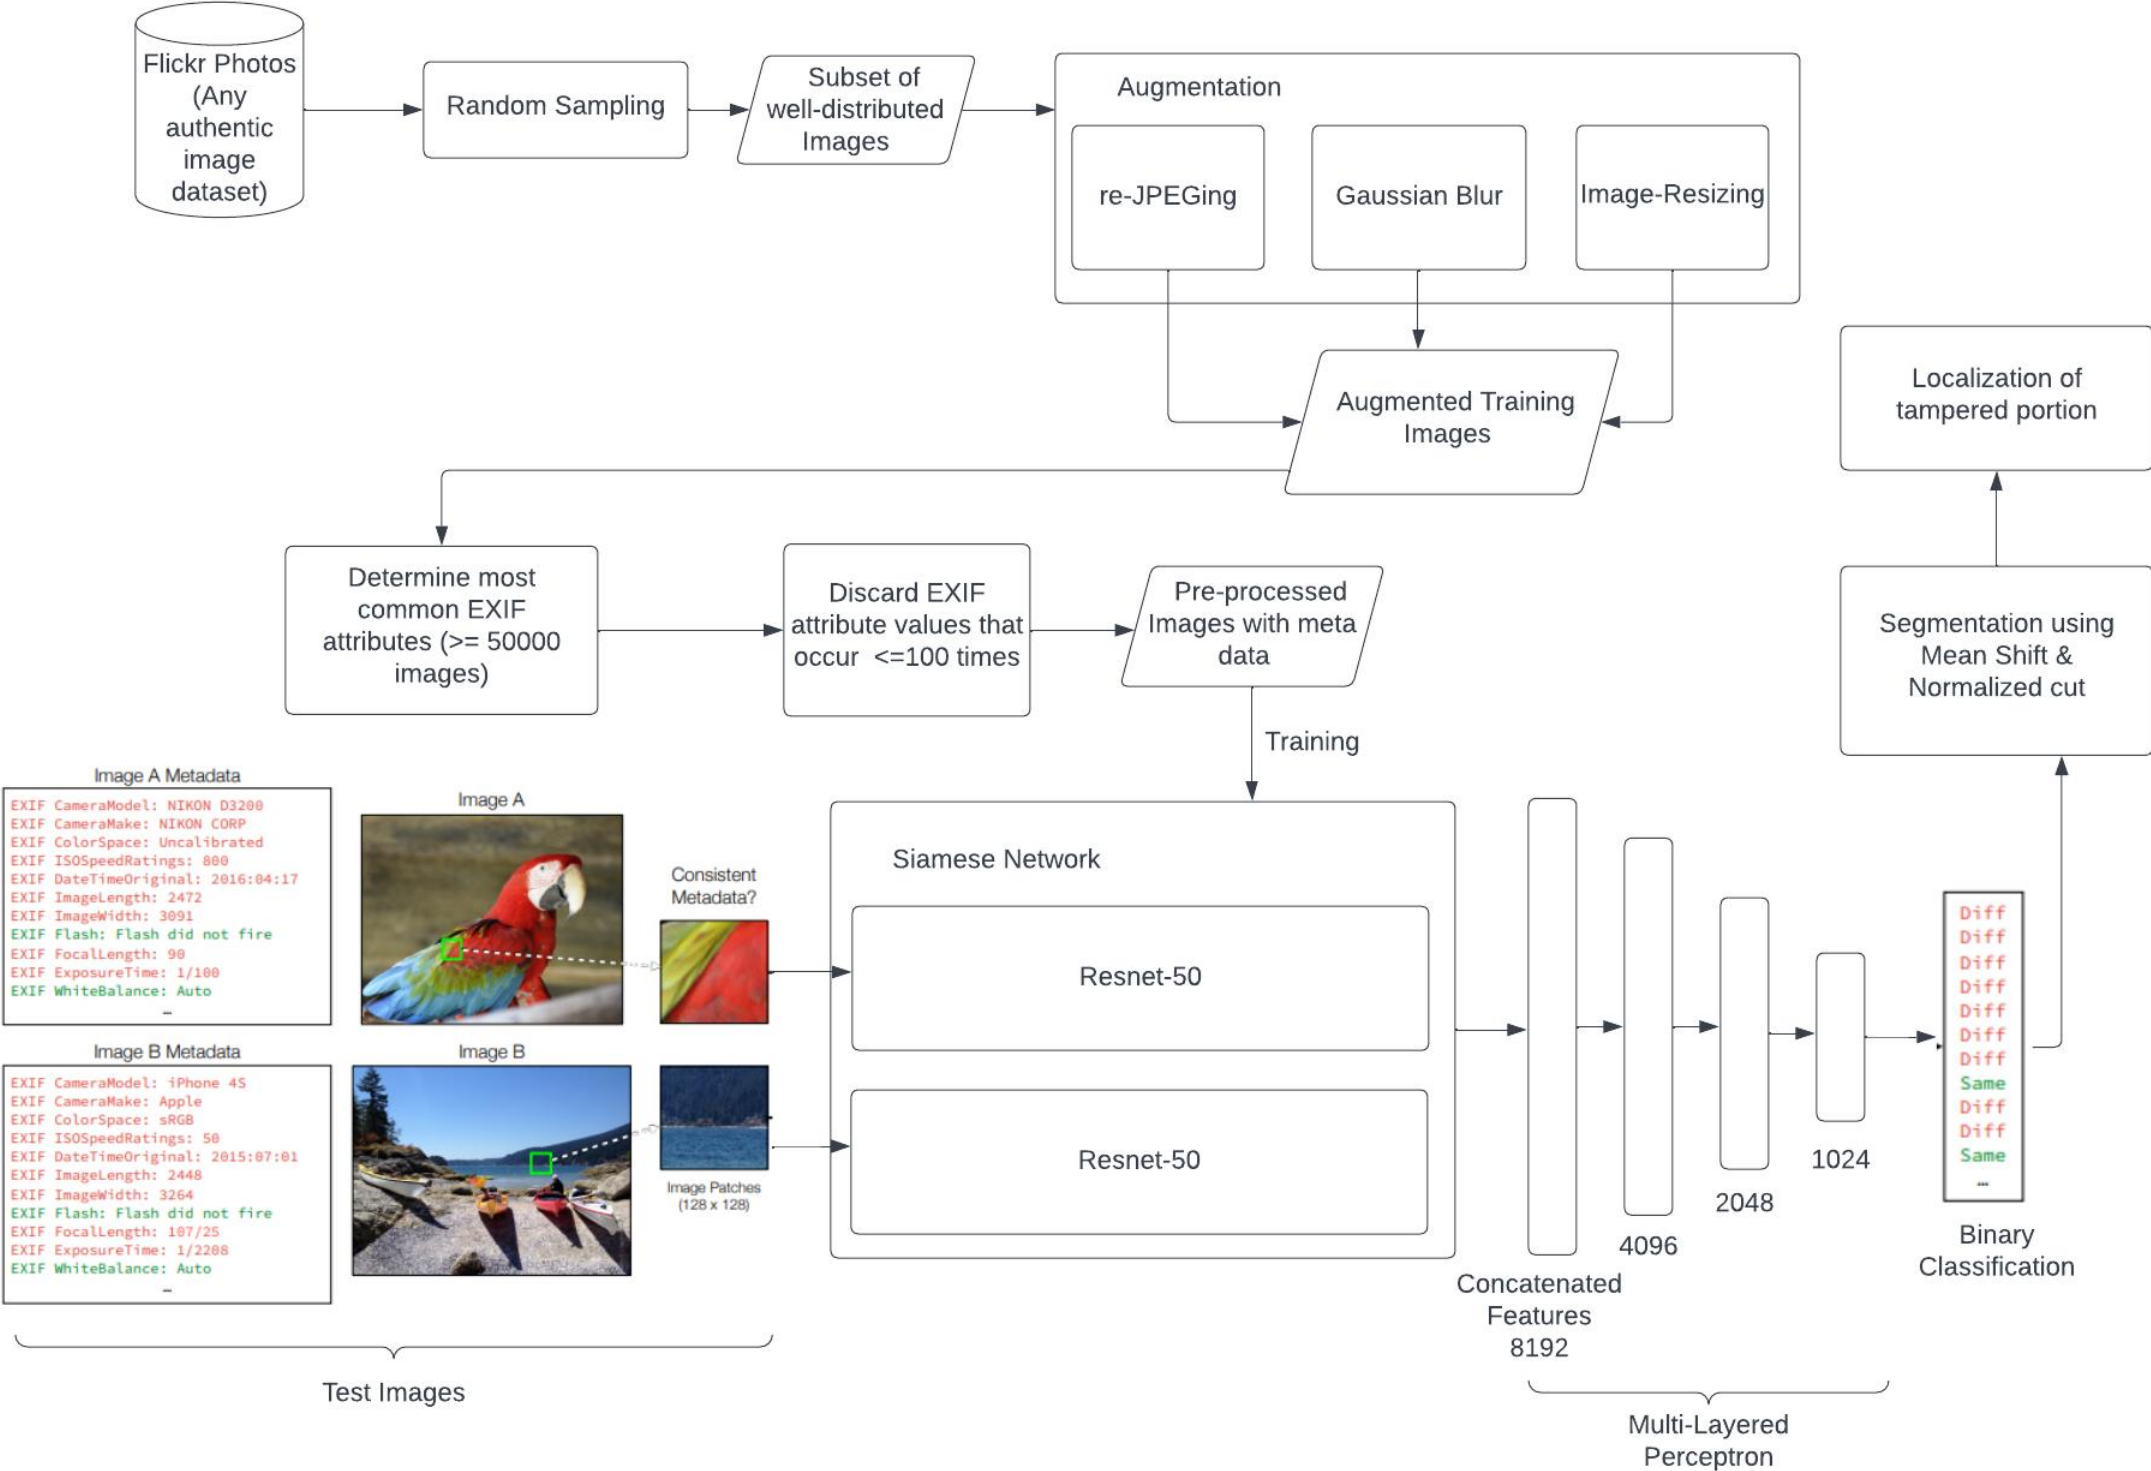 Flickr Photos
(Any
authentic
image
dataset)
Random Sampling
Subset of
well-distributed
Images
Augmentation
re-JPEGing
Gaussian Blur
Image-Resizing
Augmented Training
Images
Localization of
tampered portion
Determine most
common EXIF
attributes (>= 50000
images)
Discard EXIF
attribute values that
occur  <=100 times
Pre-processed
Images with meta
data
Segmentation using
Mean Shift &
Normalized cut
Training
Image A Metadata
EXIF CameraModel: NIKON D3200
EXIF CameraMake: NIKON CORP
EXIF ColorSpace: Uncalibrated
EXIF ISOSpeedRatings: 800
EXIF DateTimeOriginal: 2016:04:17
EXIF ImageLength: 2472
EXIF ImageWidth: 3091
EXIF Flash: Flash did not fire
EXIF FocalLength: 90
EXIF ExposureTime: 1/100
EXIF WhiteBalance: Auto
…
Image A
Consistent
Metadata?
Image B Metadata
EXIF CameraModel: iPhone 4S
EXIF CameraMake: Apple
EXIF ColorSpace: sRGB
EXIF ISOSpeedRatings: 50
EXIF DateTimeOriginal: 2015:07:01
EXIF ImageLength: 2448
EXIF ImageWidth: 3264
EXIF Flash: Flash did not fire
EXIF FocalLength: 107/25
EXIF ExposureTime: 1/2208
EXIF WhiteBalance: Auto
…
Image B
Image Patches
(128 x 128)
Test Images
Siamese Network
Resnet-50
Resnet-50
Concatenated
Features
8192
4096
2048
1024
Multi-Layered
Perceptron
Diff
Diff
Diff
Diff
Diff
Diff
Diff
Same
Diff
Diff
Same
…
Binary
Classification